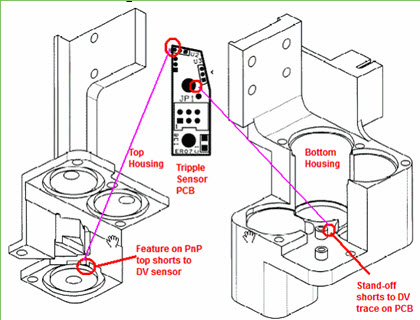 JP1
Top
Housing
Tripple
Sensor
PCB
Bottom
Housing
Feature on PnP
top shorts to
DV sensor
Stand-off
shorts to DV
trace on PCB